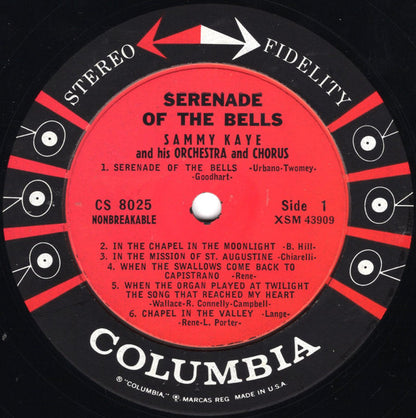 STEREO FIDELITY
SERENADE
OF THE BELLS
SAMMY KAYE
and his ORCHESTRA and CHORUS
1. SERENADE OF THE BELLS -Urbano-Twomey-
-Goodhart-
CS 8025
NONBREAKABLE
Side 1
XSM 43909
2. IN THE CHAPEL IN THE MOONLIGHT -B. Hill-
3. IN THE MISSION OF ST. AUGUSTINE -Chiarelli-
4. WHEN THE SWALLOWS COME BACK TO
CAPISTRANO -Rene-
5. WHEN THE ORGAN PLAYED AT TWILIGHT
THE SONG THAT REACHED MY HEART
-Wallace-R. Connelly-Campbell-
6. CHAPEL IN THE VALLEY -Lange-
-Rene-L. Porter-
COLUMBIA
® "COLUMBIA," MARCAS REG. MADE IN U.S.A.